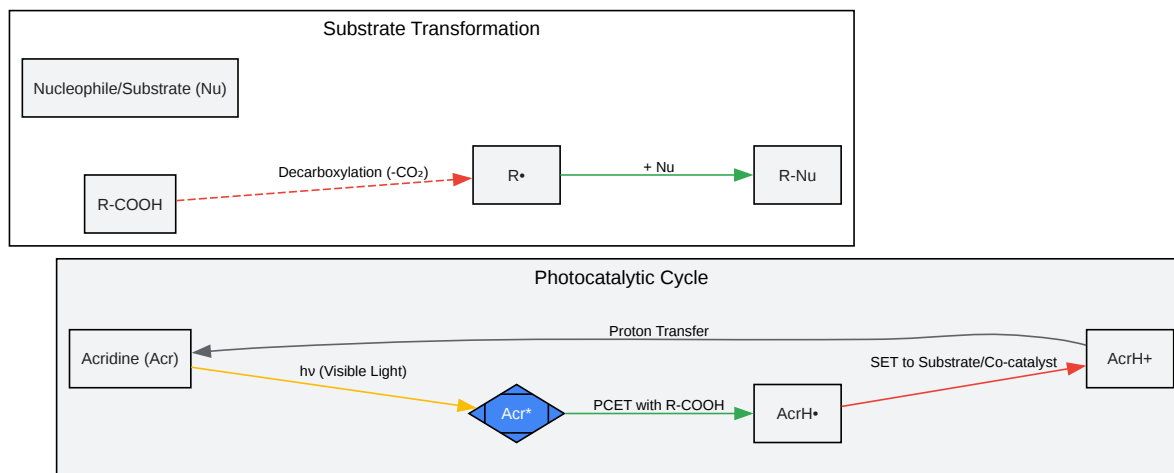 Substrate Transformation
Nucleophile/Substrate (Nu)
R-COOH
Decarboxylation (-CO₂)
R•
+ Nu
R-Nu
Photocatalytic Cycle
Acridine (Acr)
Proton Transfer
hν (Visible Light)
Acr*
PCET with R-COOH
AcrH•
SET to Substrate/Co-catalyst
AcrH+